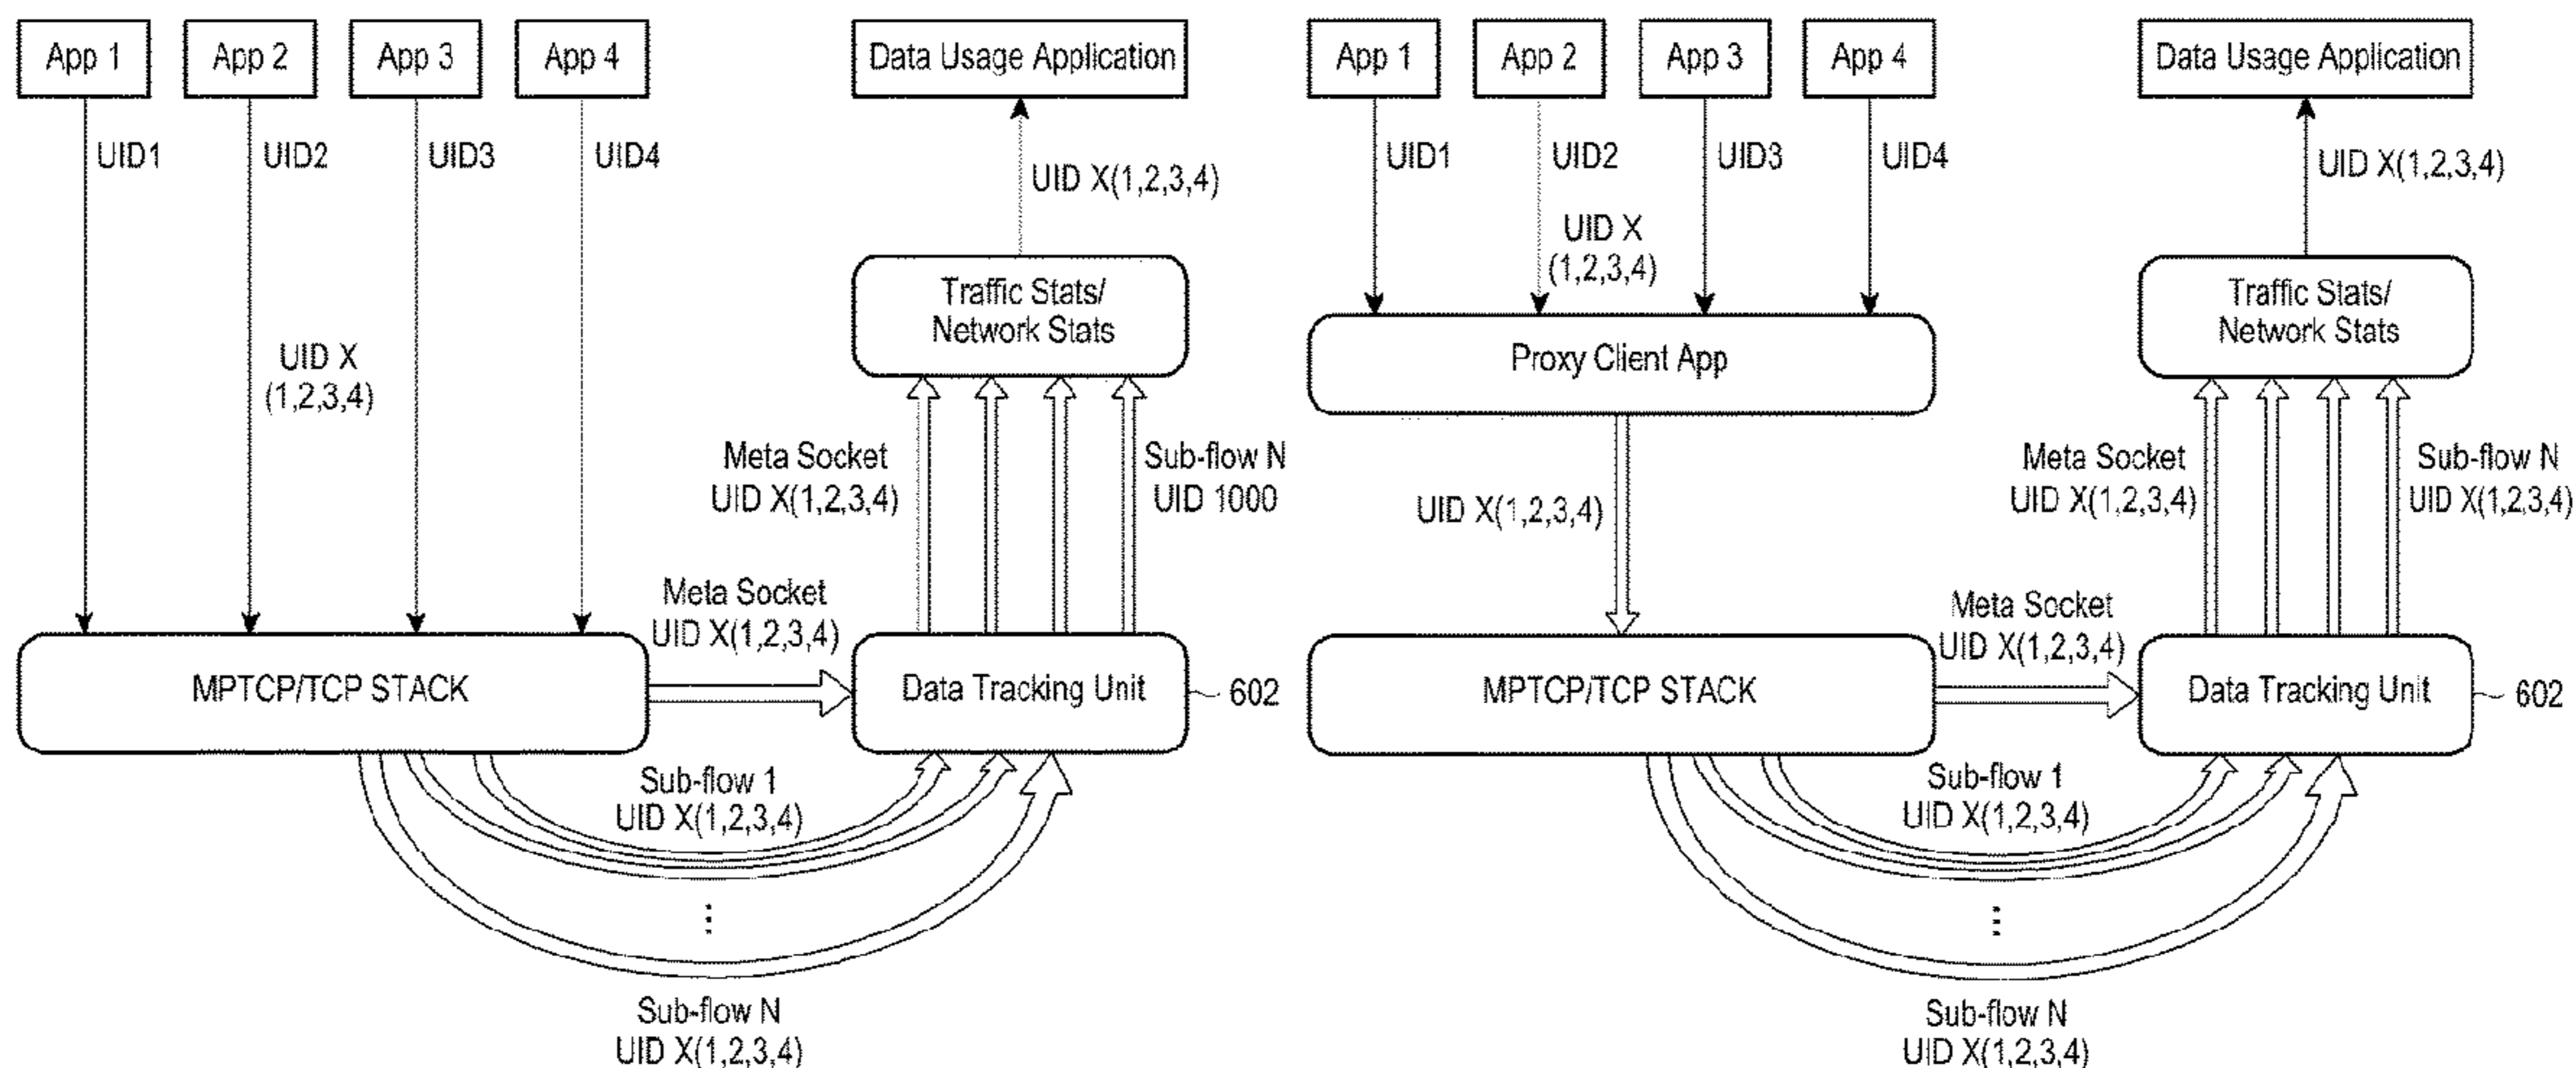 App 1
App 2
App 3
App 4
Data Usage Application
UID1
UID2
UID3
UID4
UID X(1,2,3,4)
Traffic Stats/
Network Stats
UID X
(1,2,3,4)
Meta Socket
UID X(1,2,3,4)
Sub-flow N
UID 1000
Meta Socket
UID X(1,2,3,4)
MPTCP/TCP STACK
Data Tracking Unit
602
Sub-flow 1
UID X(1,2,3,4)
⋮
Sub-flow N
UID X(1,2,3,4)
App 1
App 2
App 3
App 4
Data Usage Application
UID1
UID2
UID3
UID4
UID X(1,2,3,4)
UID X
(1,2,3,4)
Traffic Stats/
Network Stats
Proxy Client App
UID X(1,2,3,4)
Meta Socket
UID X(1,2,3,4)
Sub-flow N
UID X(1,2,3,4)
Meta Socket
UID X(1,2,3,4)
MPTCP/TCP STACK
Data Tracking Unit
602
Sub-flow 1
UID X(1,2,3,4)
⋮
Sub-flow N
UID X(1,2,3,4)